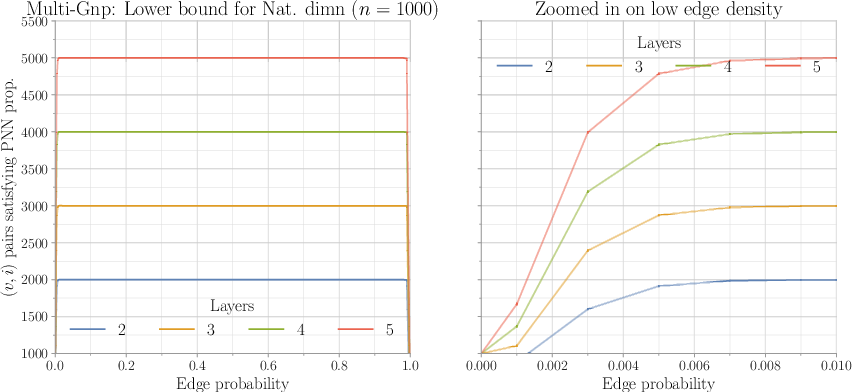 Multi-Gnp: Lower bound for Nat. dimn (n = 1000)
(v, i) pairs satisfying PNN prop.
5500
5000
4500
4000
3500
3000
2500
2000
1500
1000
Layers
2 3 4 5
0.0 0.2 0.4 0.6 0.8 1.0
Edge probability
Zoomed in on low edge density
Layers
2 3 4 5
0.000 0.002 0.004 0.006 0.008 0.010
Edge probability